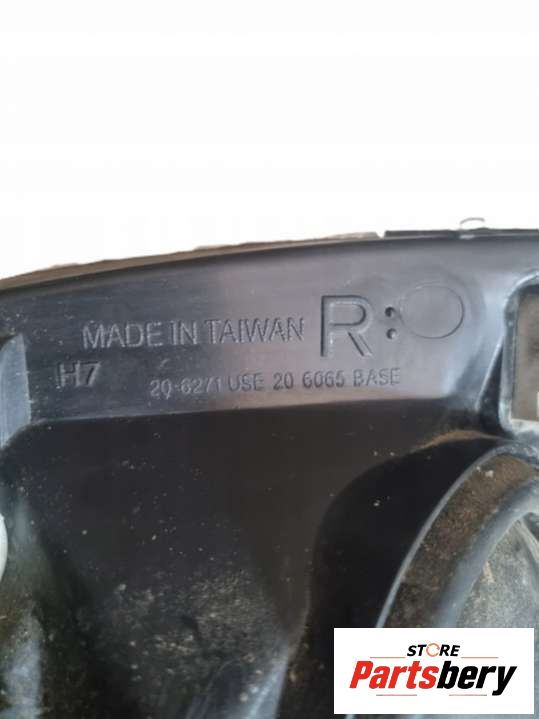 MADE IN TAIWAN R:
H7 20-6271 USE 20 6065 BASE
STORE
Partsbery